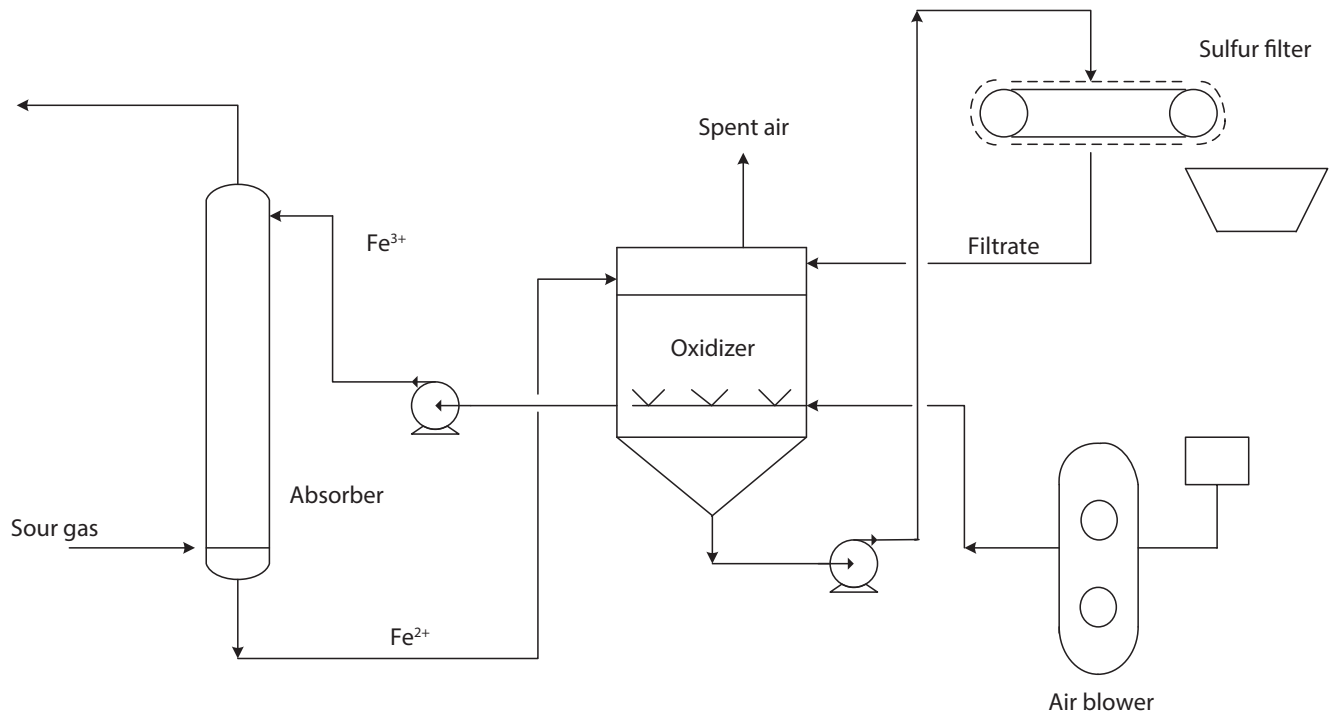 Sulfur filter
Spent air
Fe³⁺
Filtrate
Oxidizer
Absorber
Sour gas
Fe²⁺
Air blower